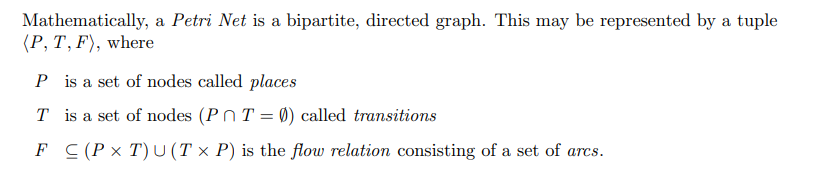 Mathematically, a Petri Net is a bipartite, directed graph. This may be represented by a tuple
⟨P, T, F⟩, where
P is a set of nodes called places
T is a set of nodes (P ∩ T = ∅) called transitions
F ⊆ (P × T) ∪ (T × P) is the flow relation consisting of a set of arcs.